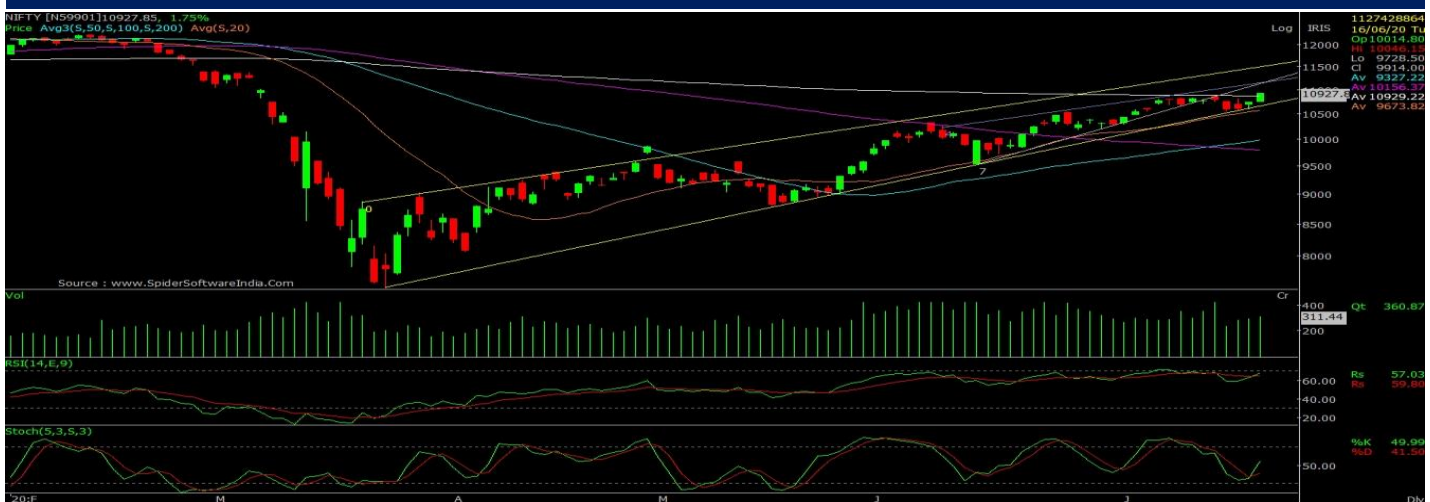 NIFTY [N59901]10927.85, 1.75%
Price Avg3(S,50,S,100,S,200) Avg(S,20)
Log
IRIS
12000
11500
10927.8
10500
10000
9500
9000
8500
8000
1127428864
16/06/20 Tu
Op10014.80
Hi 10046.15
Lo 9728.50
Cl 9914.00
Av 9327.22
Av 10156.37
Av 10929.22
Av 9673.82
0
7
Source : www.SpiderSoftwareIndia.Com
Vol
Cr
400
311.44
200
Qt 360.87
RSI(14,E,9)
60.00
40.00
20.00
Rs 57.03
Rs 59.80
Stoch(5,3,S,3)
50.00
%K 49.99
%D 41.50
'20:F M A M J J Dly